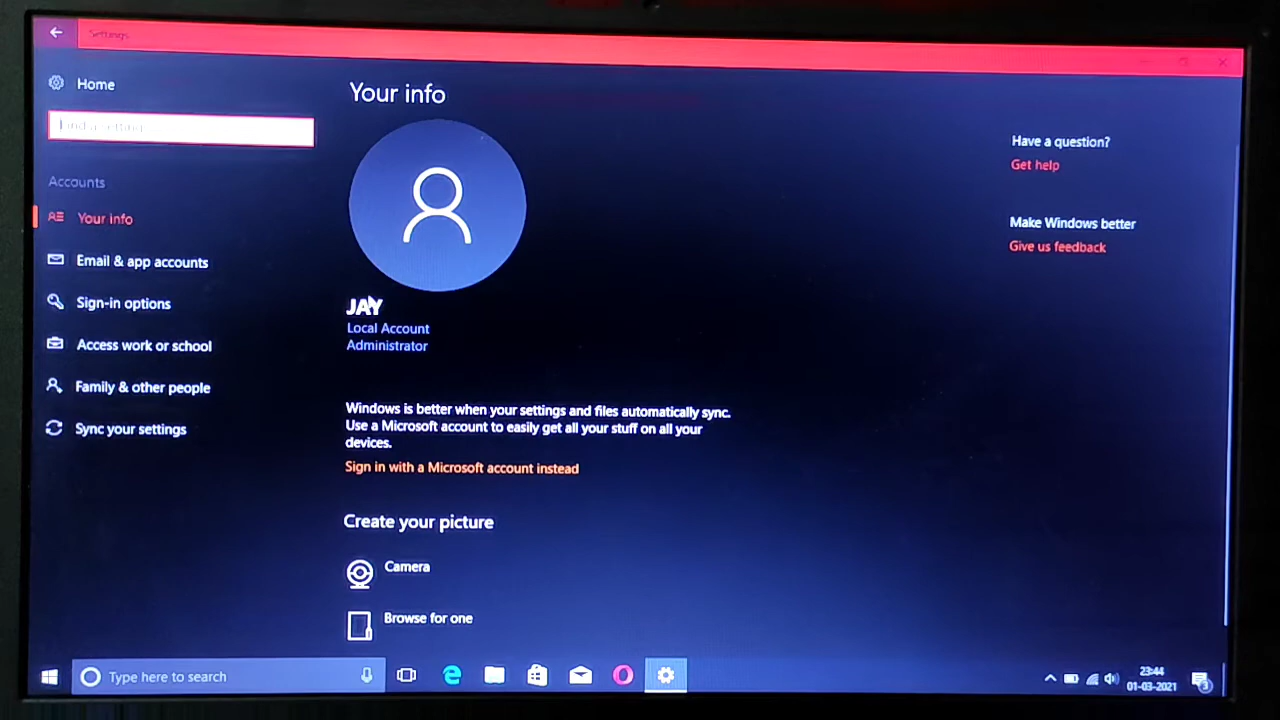 Settings
Home
Find a setting
Accounts
Your info
Email & app accounts
Sign-in options
Access work or school
Family & other people
Sync your settings
Your info
JAY
Local Account
Administrator
Windows is better when your settings and files automatically sync.
Use a Microsoft account to easily get all your stuff on all your
devices.
Sign in with a Microsoft account instead
Create your picture
Camera
Browse for one
Have a question?
Get help
Make Windows better
Give us feedback
Type here to search
23:44
01-03-2021
3